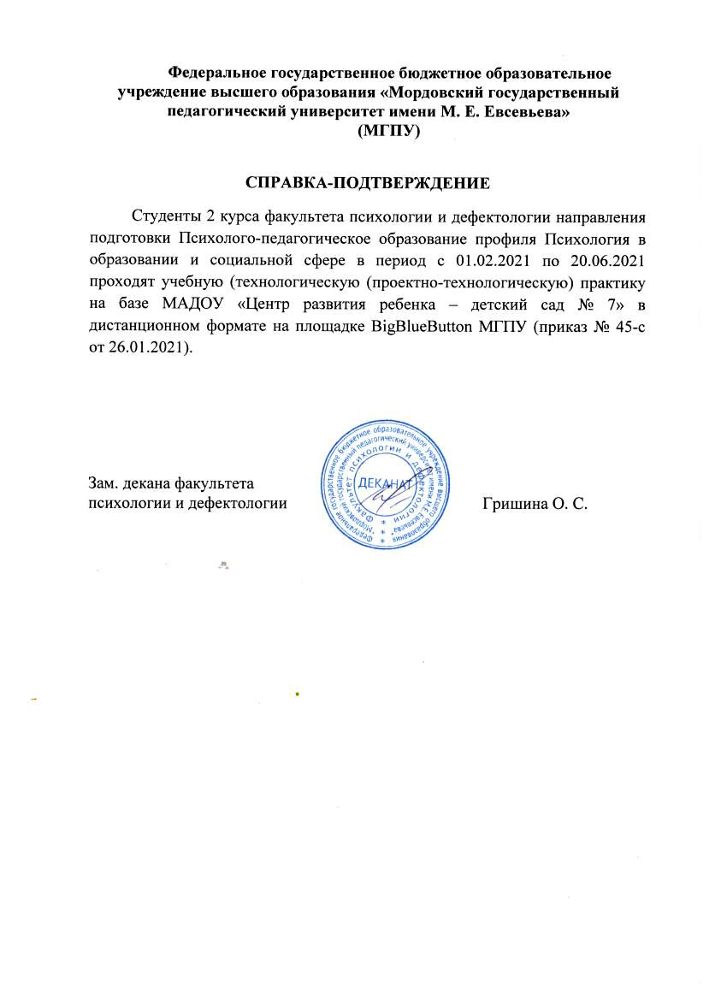 Федеральное государственное бюджетное образовательное
учреждение высшего образования «Мордовский государственный
педагогический университет имени М. Е. Евсевьева»
(МГПУ)
СПРАВКА-ПОДТВЕРЖДЕНИЕ
Студенты 2 курса факультета психологии и дефектологии направления
подготовки Психолого-педагогическое образование профиля Психология в
образовании и социальной сфере в период с 01.02.2021 по 20.06.2021
проходят учебную (технологическую (проектно-технологическую) практику
на базе МАДОУ «Центр развития ребенка – детский сад № 7» в
дистанционном формате на площадке BigBlueButton МГПУ (приказ № 45-с
от 26.01.2021).
Зам. декана факультета
психологии и дефектологии
Федеральное государственное бюджетное образовательное учреждение высшего образования
"Мордовский государственный педагогический университет имени М.Е. Евсевьева"
Факультет психологии и дефектологии
ДЕКАНАТ
Гришина О. С.